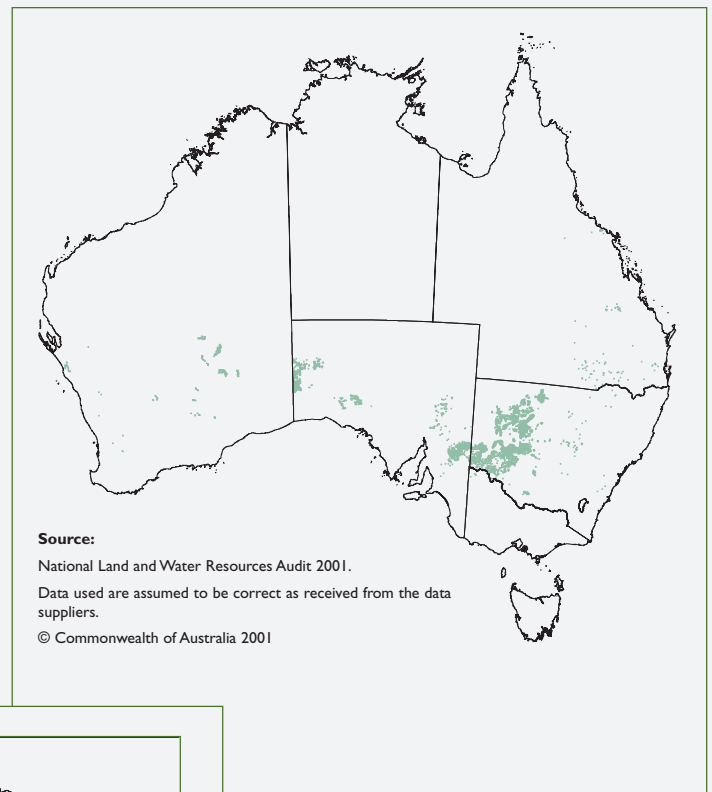 Source:
National Land and Water Resources Audit 2001.
Data used are assumed to be correct as received from the data
suppliers.
© Commonwealth of Australia 2001